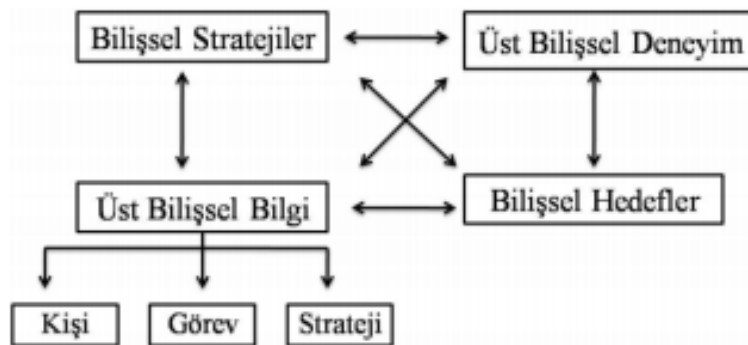 Bilişsel Stratejiler
Üst Bilişsel Deneyim
Üst Bilişsel Bilgi
Bilişsel Hedefler
Kişi
Görev
Strateji